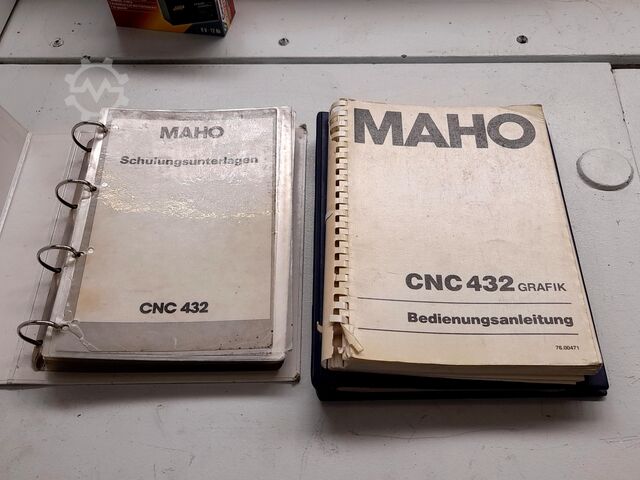 MAHO
Schulungsunterlagen
CNC 432
MAHO
CNC 432 GRAFIK
Bedienungsanleitung
76.00471